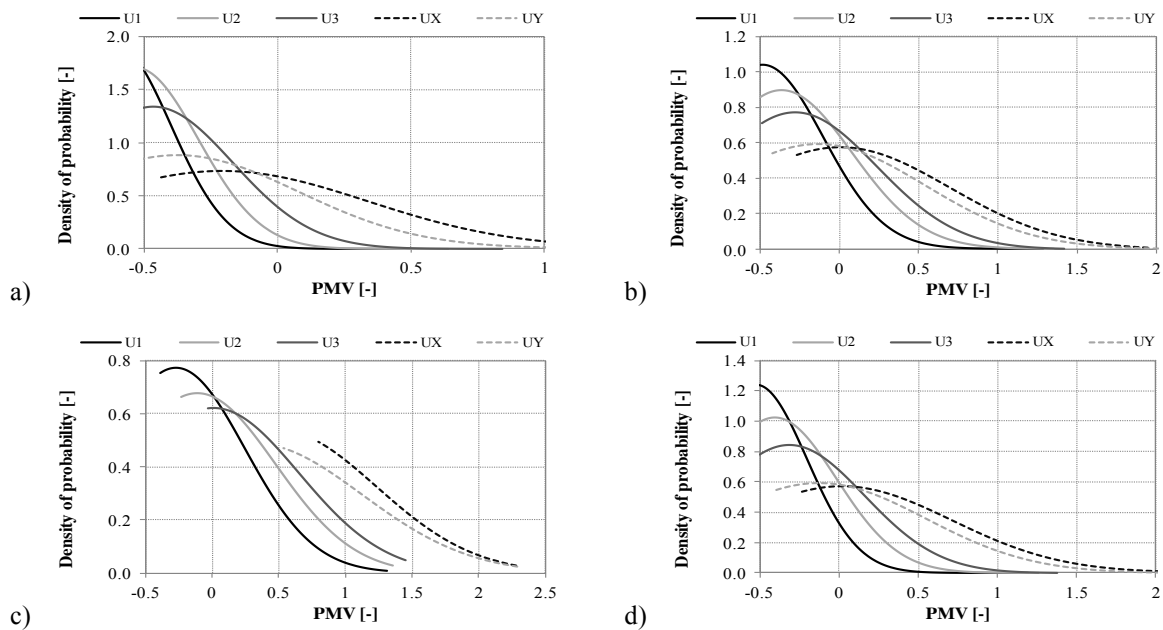 U1 U2 U3 UX UY
2.0
1.5
1.0
0.5
0.0
-0.5 0 0.5 1
Density of probability [-]
PMV [-]
a)
U1 U2 U3 UX UY
1.2
1.0
0.8
0.6
0.4
0.2
0.0
-0.5 0 0.5 1 1.5 2
Density of probability [-]
PMV [-]
b)
U1 U2 U3 UX UY
0.8
0.6
0.4
0.2
0.0
-0.5 0 0.5 1 1.5 2 2.5
Density of probability [-]
PMV [-]
c)
U1 U2 U3 UX UY
1.4
1.2
1.0
0.8
0.6
0.4
0.2
0.0
-0.5 0 0.5 1 1.5 2
Density of probability [-]
PMV [-]
d)